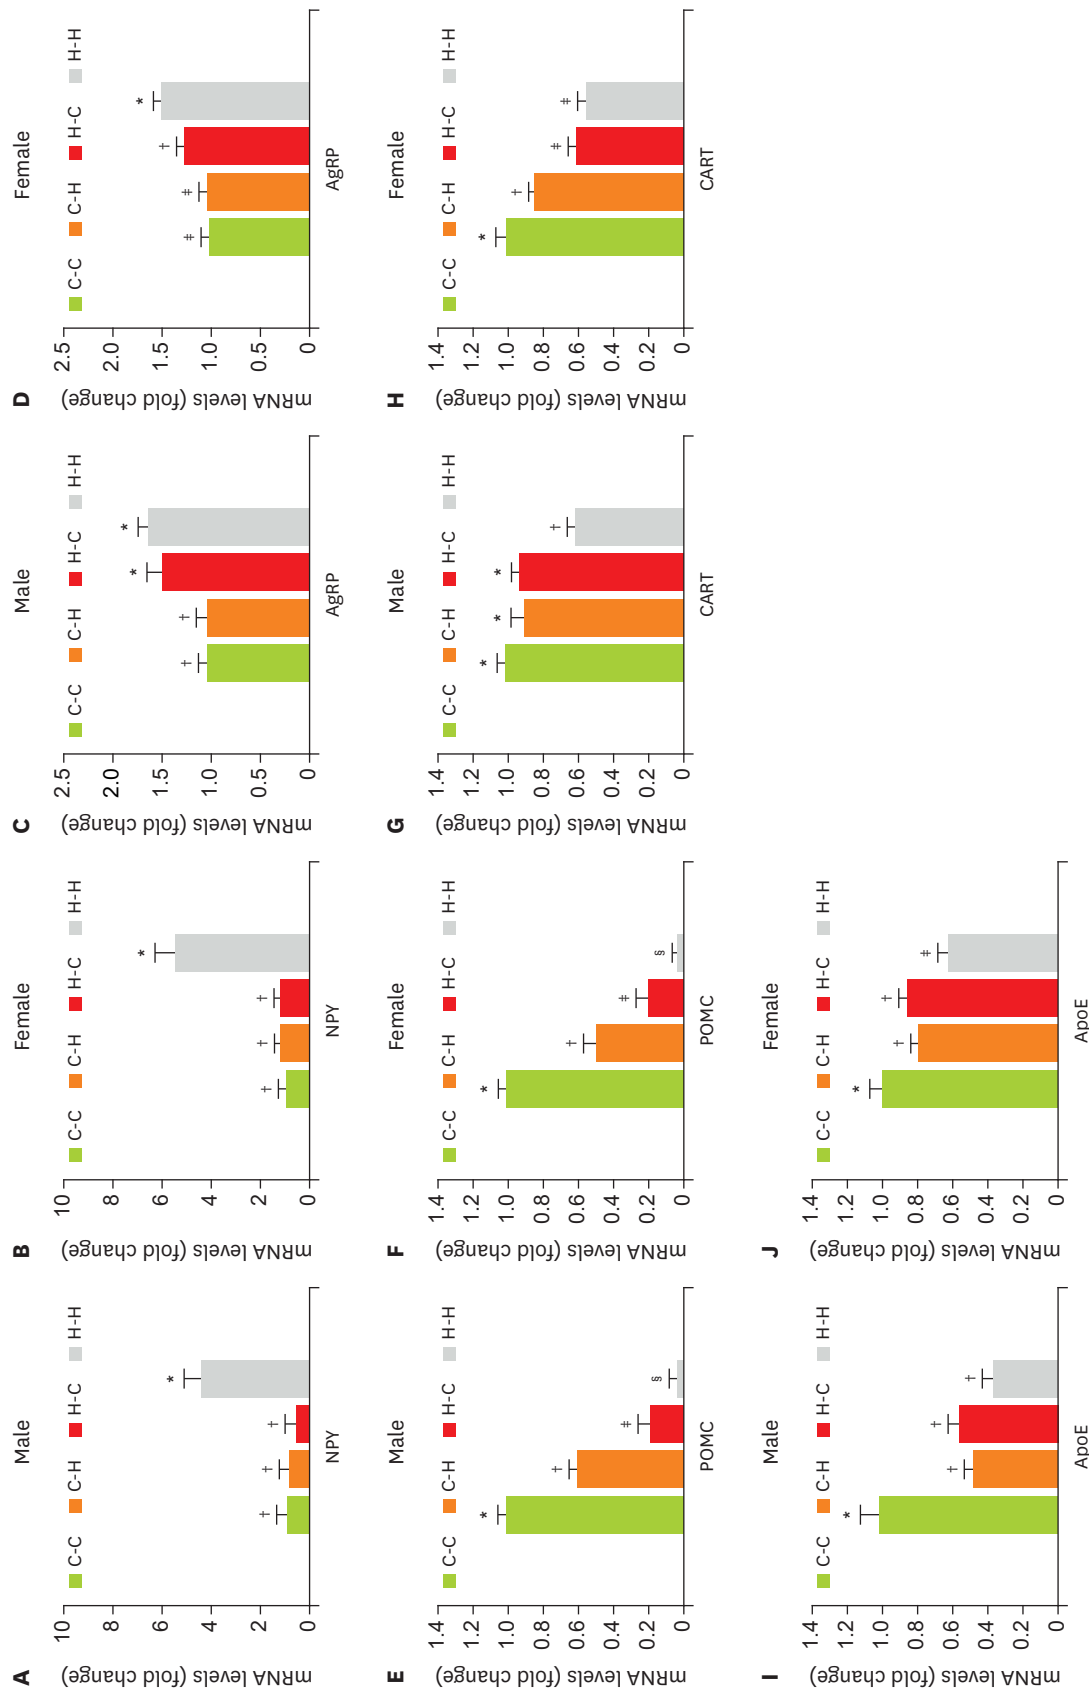 A
Male
C-C C-H H-C H-H
mRNA levels (fold change)
10
8
6
4
2
0
† † † *
NPY
B
Female
C-C C-H H-C H-H
mRNA levels (fold change)
10
8
6
4
2
0
† † † *
NPY
C
Male
C-C C-H H-C H-H
mRNA levels (fold change)
2.5
2.0
1.5
1.0
0.5
0
† † * *
AgRP
D
Female
C-C C-H H-C H-H
mRNA levels (fold change)
2.5
2.0
1.5
1.0
0.5
0
‡ ‡ † *
AgRP
E
Male
C-C C-H H-C H-H
mRNA levels (fold change)
1.4
1.2
1.0
0.8
0.6
0.4
0.2
0
* † ‡ §
POMC
F
Female
C-C C-H H-C H-H
mRNA levels (fold change)
1.4
1.2
1.0
0.8
0.6
0.4
0.2
0
* † ‡ §
POMC
G
Male
C-C C-H H-C H-H
mRNA levels (fold change)
1.4
1.2
1.0
0.8
0.6
0.4
0.2
0
* * * †
CART
H
Female
C-C C-H H-C H-H
mRNA levels (fold change)
1.4
1.2
1.0
0.8
0.6
0.4
0.2
0
* † ‡ ‡
CART
I
Male
C-C C-H H-C H-H
mRNA levels (fold change)
1.4
1.2
1.0
0.8
0.6
0.4
0.2
0
* † † †
ApoE
J
Female
C-C C-H H-C H-H
mRNA levels (fold change)
1.4
1.2
1.0
0.8
0.6
0.4
0.2
0
* † † ‡
ApoE